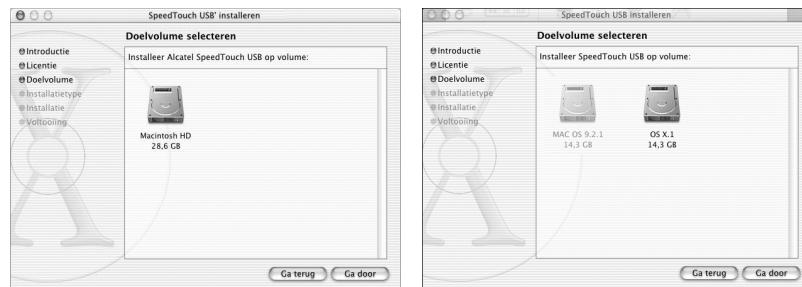 SpeedTouch USB' installeren
Doelvolume selecteren
Introductie
Licentie
Doelvolume
Installatietype
Installatie
Voltooiing
Installeer Alcatel SpeedTouch USB op volume:
Macintosh HD
28,6 GB
Ga terug
Ga door
SpeedTouch USB installeren
Doelvolume selecteren
Introductie
Licentie
Doelvolume
Installatietype
Installatie
Voltooiing
Installeer SpeedTouch USB op volume:
MAC OS 9.2.1
14,3 GB
OS X.1
14,3 GB
Ga terug
Ga door